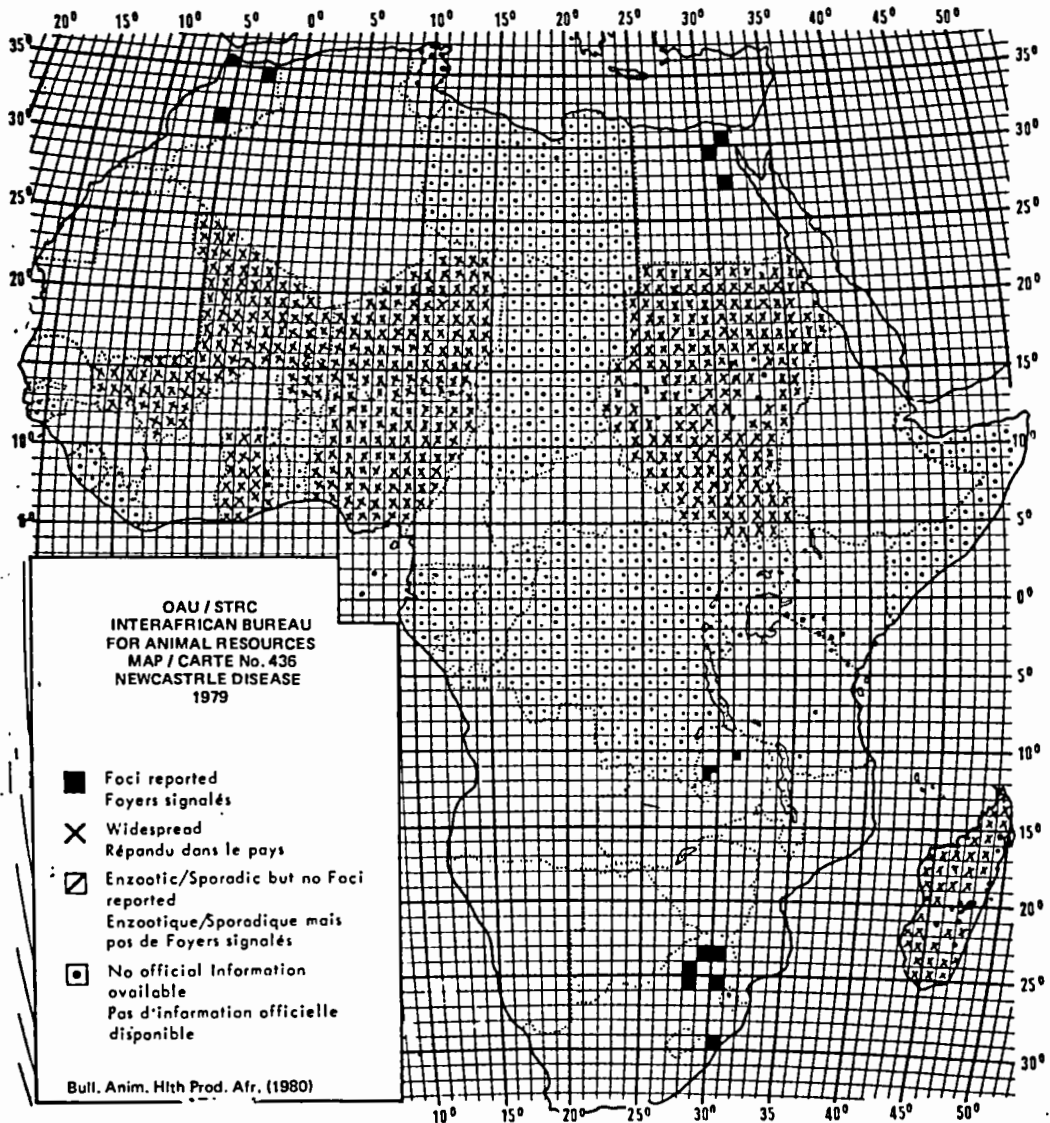 20° 15° 10° 5° 0° 5° 10° 15° 20° 25° 30° 35° 40° 45° 50°
35° 35°
30° 30°
25° 25°
20° 20°
15° 15°
10° 10°
5° 5°
0°
5°
10°
15°
20°
25°
30°
OAU / STRC
INTERAFRICAN BUREAU
FOR ANIMAL RESOURCES
MAP / CARTE No. 436
NEWCASTRLE DISEASE
1979
Foci reported
Foyers signalés
Widespread
Répandu dans le pays
Enzootic/Sporadic but no Foci
reported
Enzootique/Sporadique mais
pos de Foyers signalés
No official Information
ovailable
Pas d'information officielle
disponible
Bull. Anim. Hlth Prod. Afr. (1980)
10° 15° 20° 25° 30° 35 40° 45° 50°